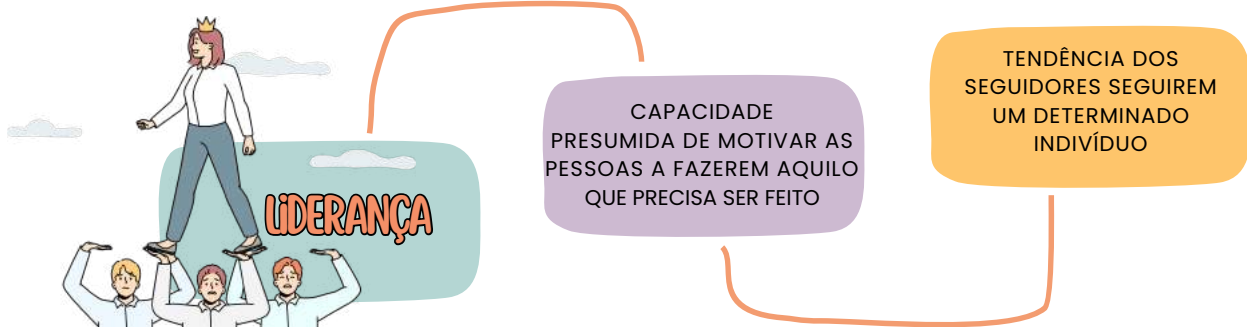 LIDERANÇA
CAPACIDADE
PRESUMIDA DE MOTIVAR AS
PESSOAS A FAZEREM AQUILO
QUE PRECISA SER FEITO
TENDÊNCIA DOS
SEGUIDORES SEGUIREM
UM DETERMINADO
INDIVÍDUO